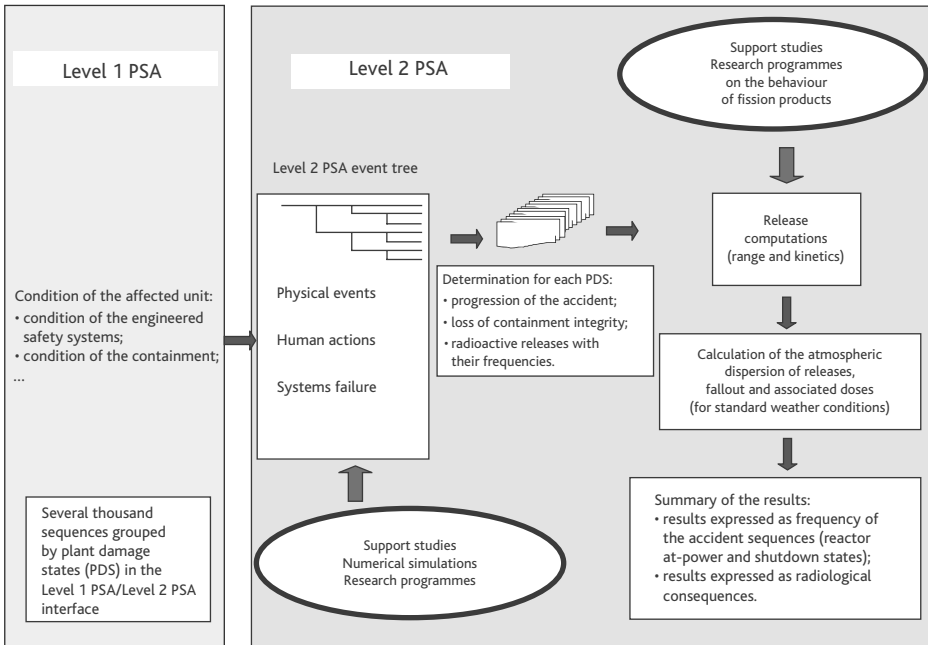 Level 1 PSA
Condition of the affected unit:
• condition of the engineered
safety systems;
• condition of the containment;
...
Several thousand
sequences grouped
by plant damage
states (PDS) in the
Level 1 PSA/Level 2 PSA
interface
Level 2 PSA
Level 2 PSA event tree
Physical events
Human actions
Systems failure
Support studies
Numerical simulations
Research programmes
Determination for each PDS:
• progression of the accident;
• loss of containment integrity;
• radioactive releases with
their frequencies.
Support studies
Research programmes
on the behaviour
of fission products
Release
computations
(range and kinetics)
Calculation of the atmospheric
dispersion of releases,
fallout and associated doses
(for standard weather conditions)
Summary of the results:
• results expressed as frequency of
the accident sequences (reactor
at-power and shutdown states);
• results expressed as radiological
consequences.